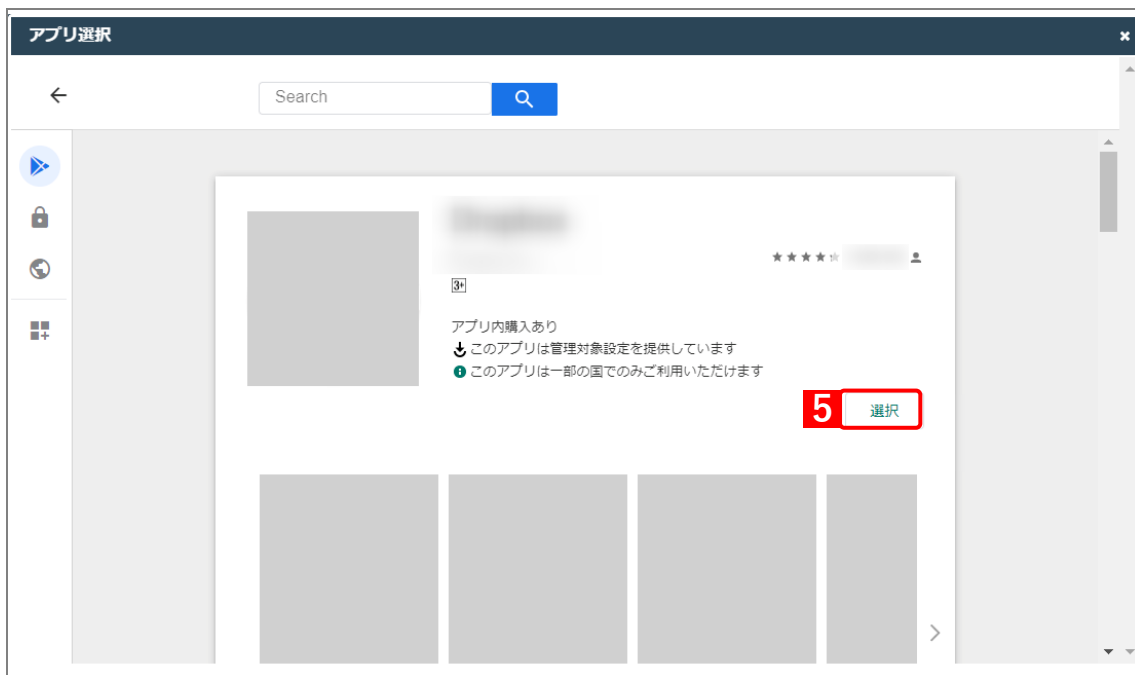 アプリ選択
Search
3+
アプリ内購入あり
このアプリは管理対象設定を提供しています
このアプリは一部の国でのみご利用いただけます
5
選択